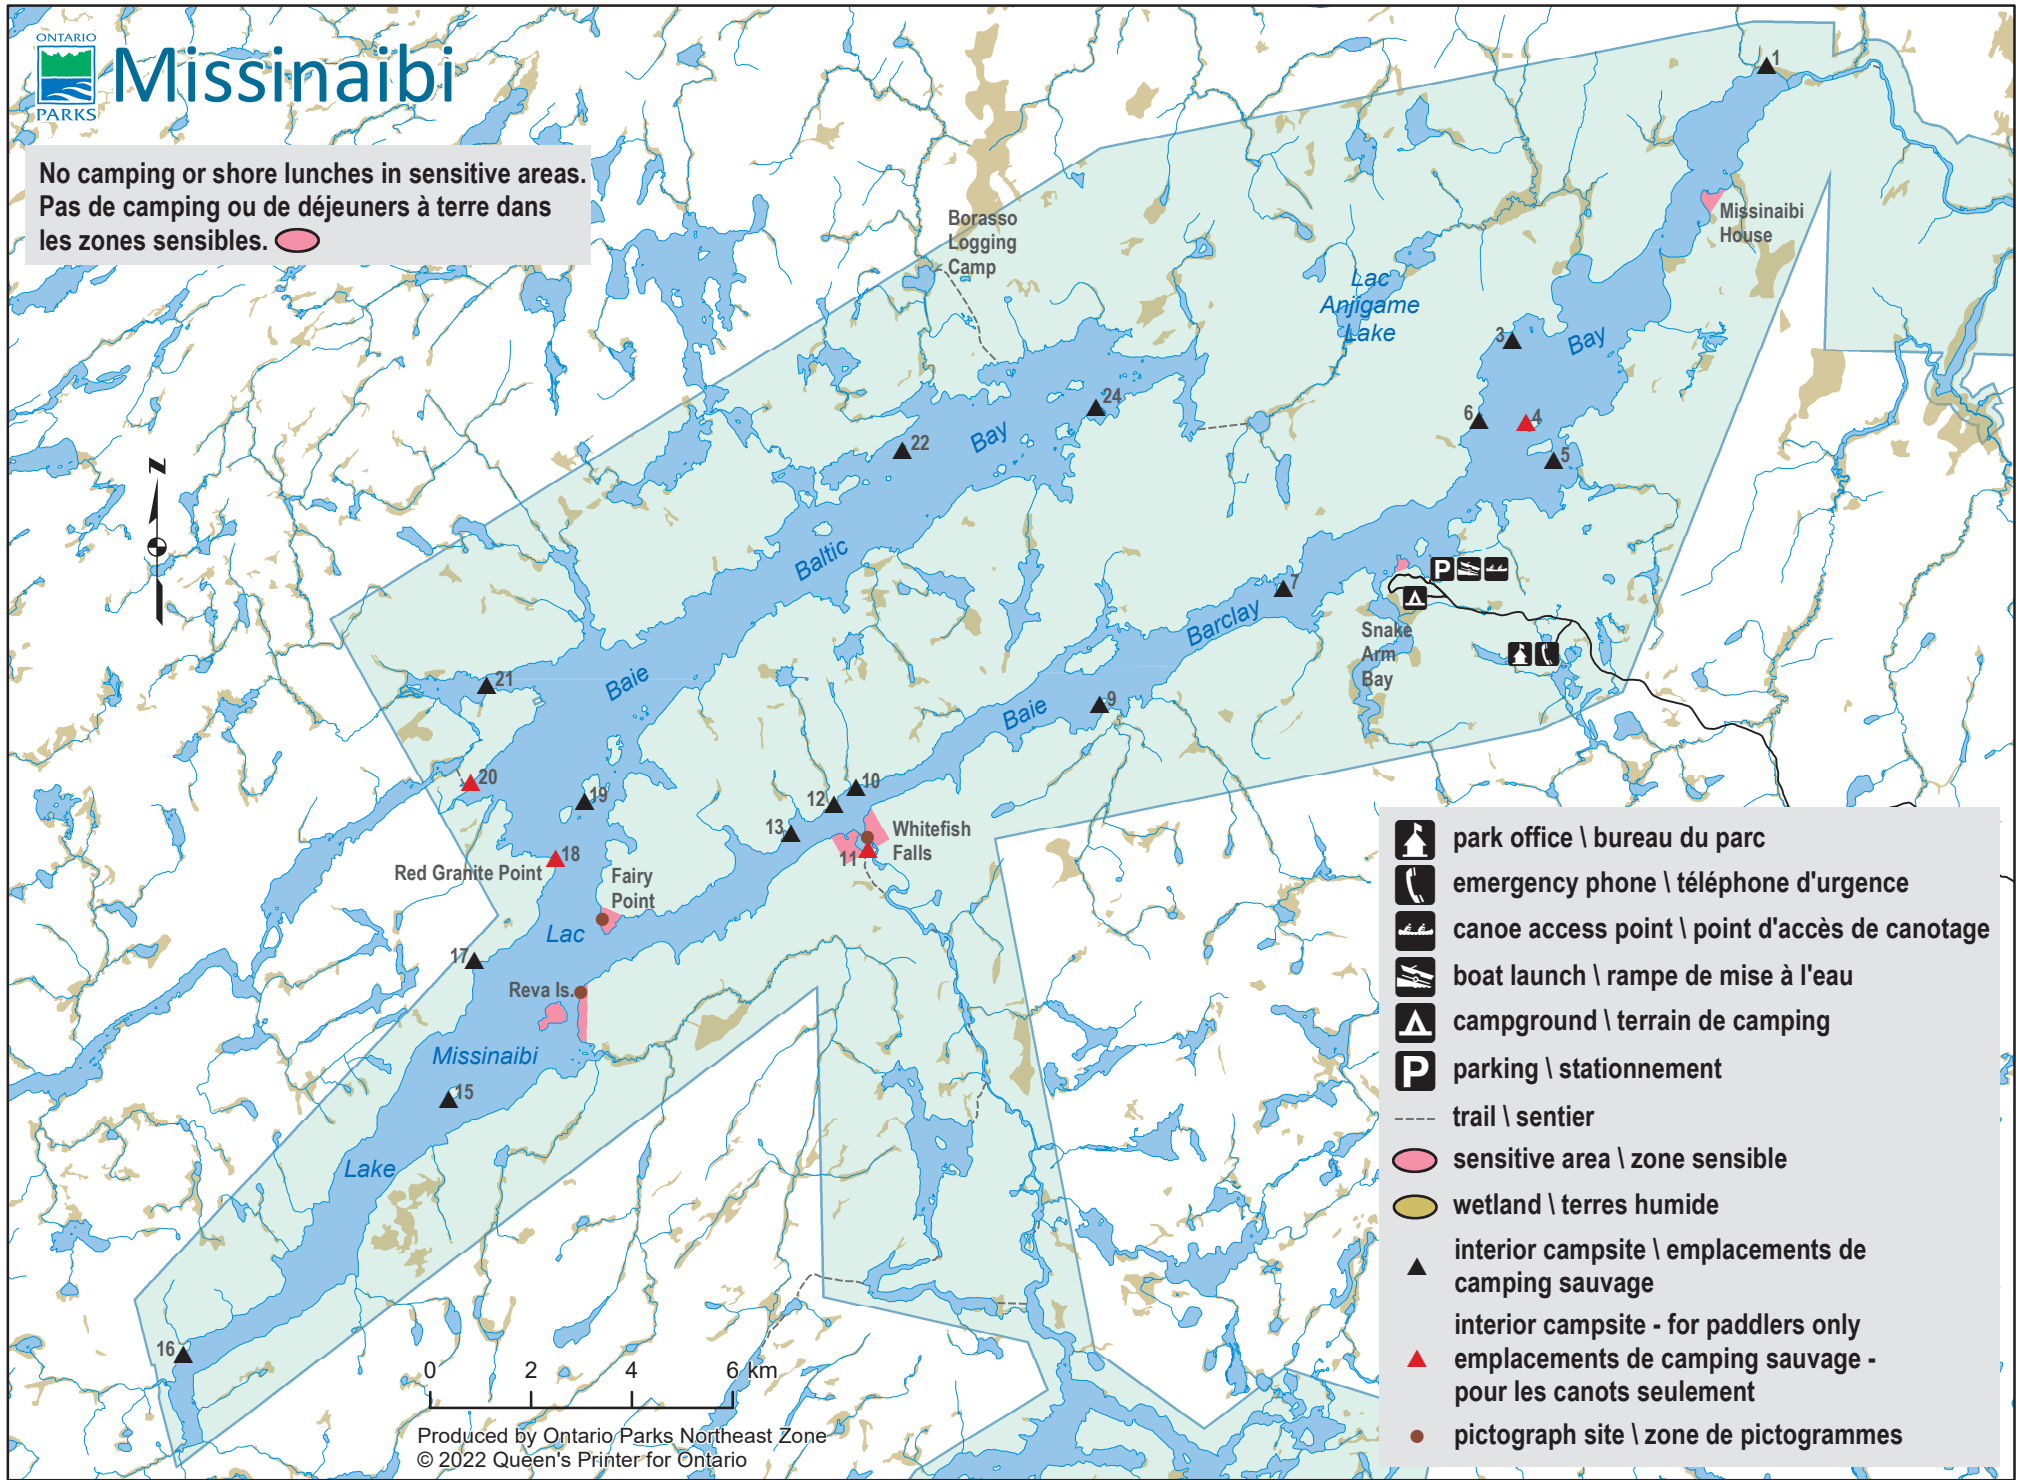 ONTARIO
PARKS
Missinaibi
No camping or shore lunches in sensitive areas.
Pas de camping ou de déjeuners à terre dans
les zones sensibles.
1
Missinaibi
House
Borasso
Logging
Camp
Lac
Anjigame
Lake
3
Bay
6
4
5
24
22
Bay
Baltic
Baie
N
7
P
Barclay
Snake
Arm
Bay
9
Baie
21
20
19
10
12
13
Whitefish
Falls
11
18
Red Granite Point
Fairy
Point
Lac
17
Reva Is.
Missinaibi
15
Lake
16
0 2 4 6 km
Produced by Ontario Parks Northeast Zone
© 2022 Queen's Printer for Ontario
park office \ bureau du parc
emergency phone \ téléphone d'urgence
canoe access point \ point d'accès de canotage
boat launch \ rampe de mise à l'eau
campground \ terrain de camping
P parking \ stationnement
trail \ sentier
sensitive area \ zone sensible
wetland \ terres humide
interior campsite \ emplacements de
camping sauvage
interior campsite - for paddlers only
emplacements de camping sauvage -
pour les canots seulement
pictograph site \ zone de pictogrammes